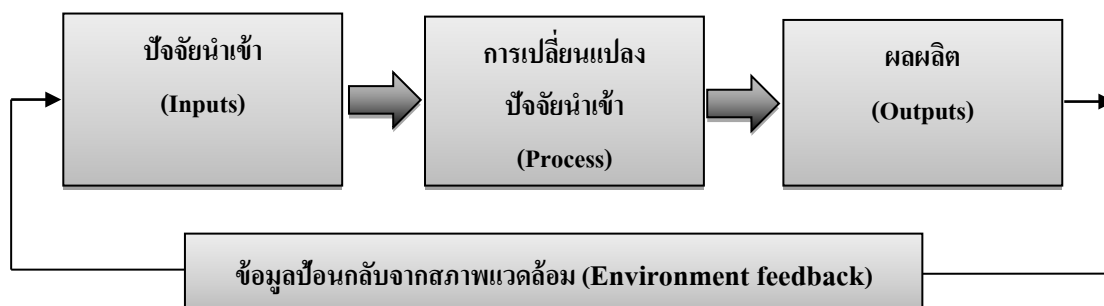 ปัจจัยนำเข้า
(Inputs)
การเปลี่ยนแปลง
ปัจจัยนำเข้า
(Process)
ผลผลิต
(Outputs)
ข้อมูลป้อนกลับจากสภาพแวดล้อม (Environment feedback)